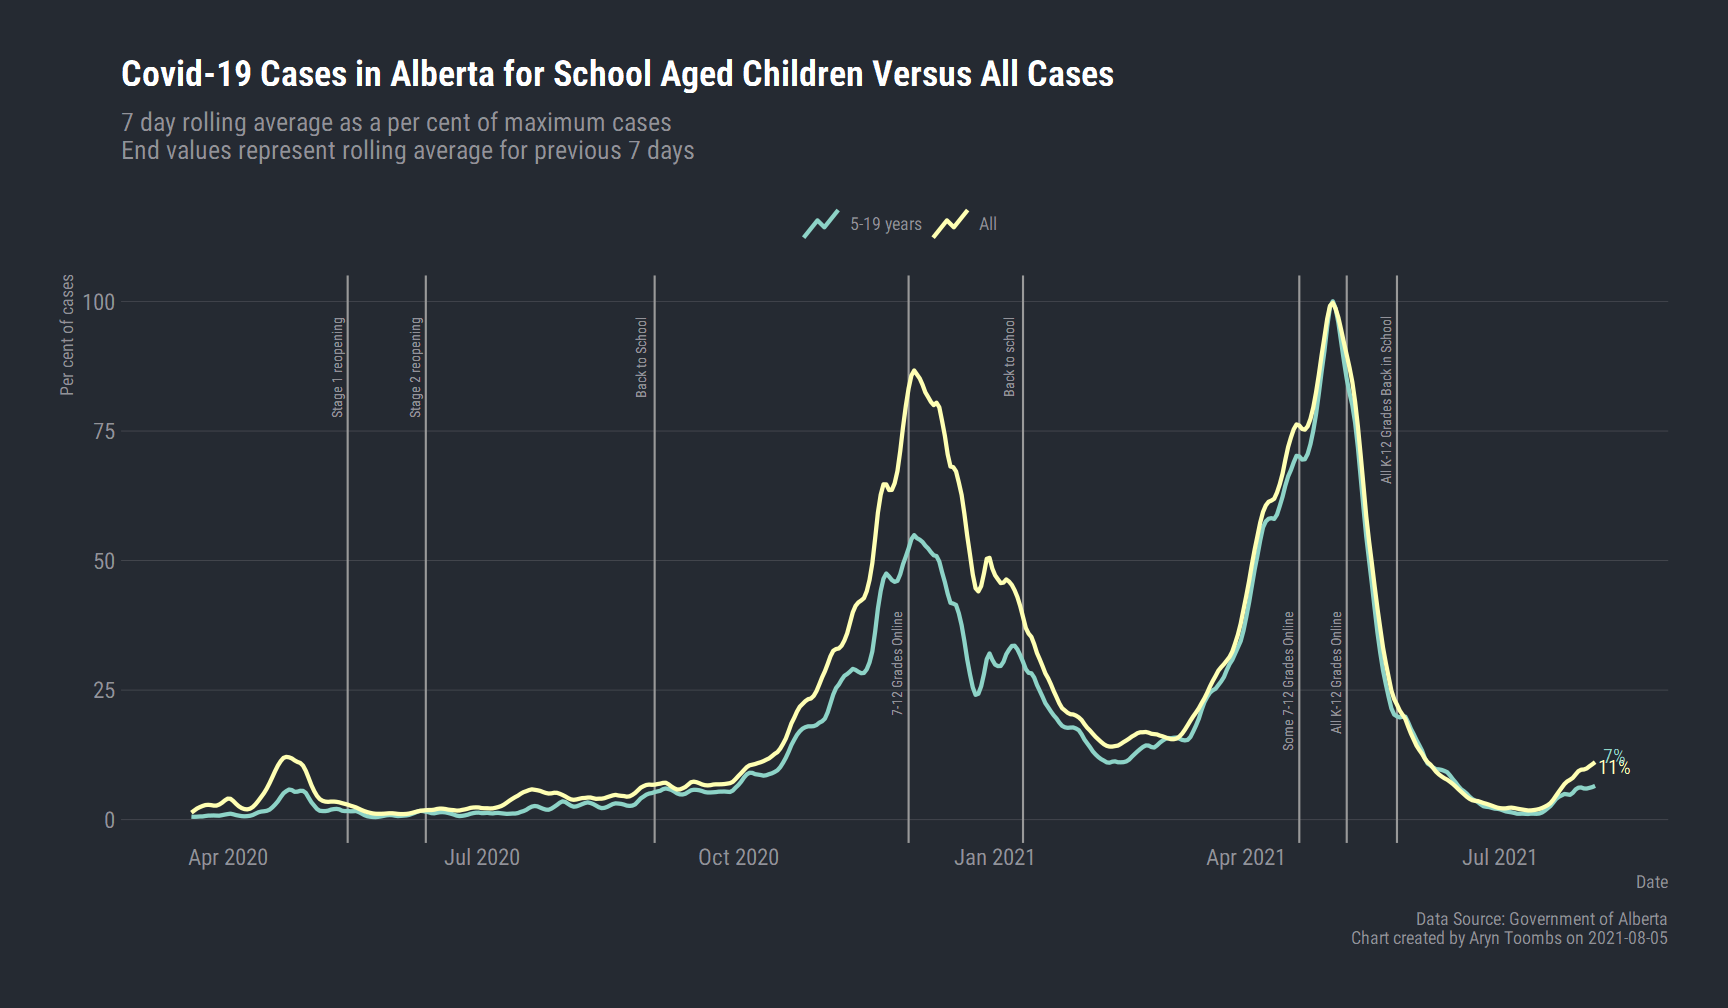 Covid-19 Cases in Alberta for School Aged Children Versus All Cases
7 day rolling average as a per cent of maximum cases
End values represent rolling average for previous 7 days
5-19 years
All
Per cent of cases
100
75
50
25
0
Stage 1 reopening
Stage 2 reopening
Back to School
7-12 Grades Online
Back to school
Some 7-12 Grades Online
All K-12 Grades Online
All K-12 Grades Back in School
7%
11%
Apr 2020
Jul 2020
Oct 2020
Jan 2021
Apr 2021
Jul 2021
Date
Data Source: Government of Alberta
Chart created by Aryn Toombs on 2021-08-05